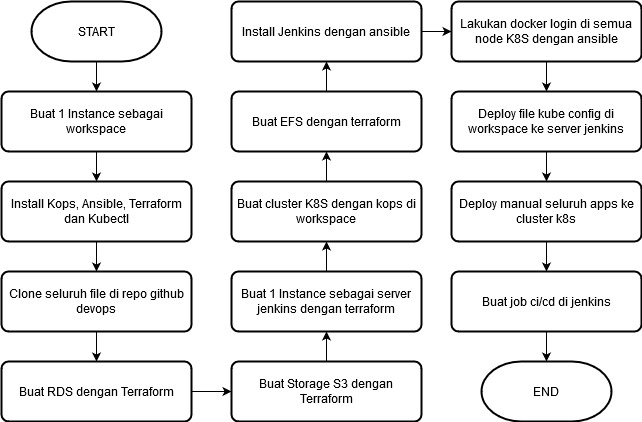 START
Buat 1 Instance sebagai
workspace
Install Kops, Ansible, Terraform
dan Kubectl
Clone seluruh file di repo github
devops
Buat RDS dengan Terraform
Buat Storage S3 dengan
Terraform
Buat 1 Instance sebagai server
jenkins dengan terraform
Buat cluster K8S dengan kops di
workspace
Buat EFS dengan terraform
Install Jenkins dengan ansible
Lakukan docker login di semua
node K8S dengan ansible
Deploy file kube config di
workspace ke server jenkins
Deploy manual seluruh apps ke
cluster k8s
Buat job ci/cd di jenkins
END